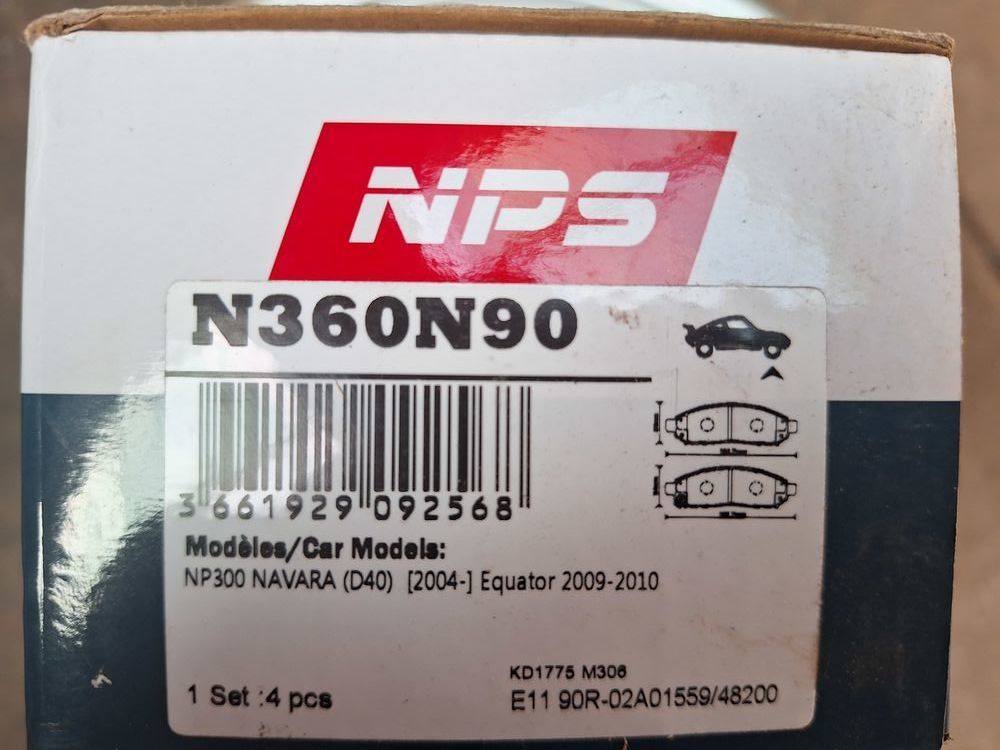 NPS
N360N90
3 661929 092568
Modèles/Car Models:
NP300 NAVARA (D40) [2004-] Equator 2009-2010
KD1775 M306
1 Set :4 pcs
E11 90R-02A01559/48200